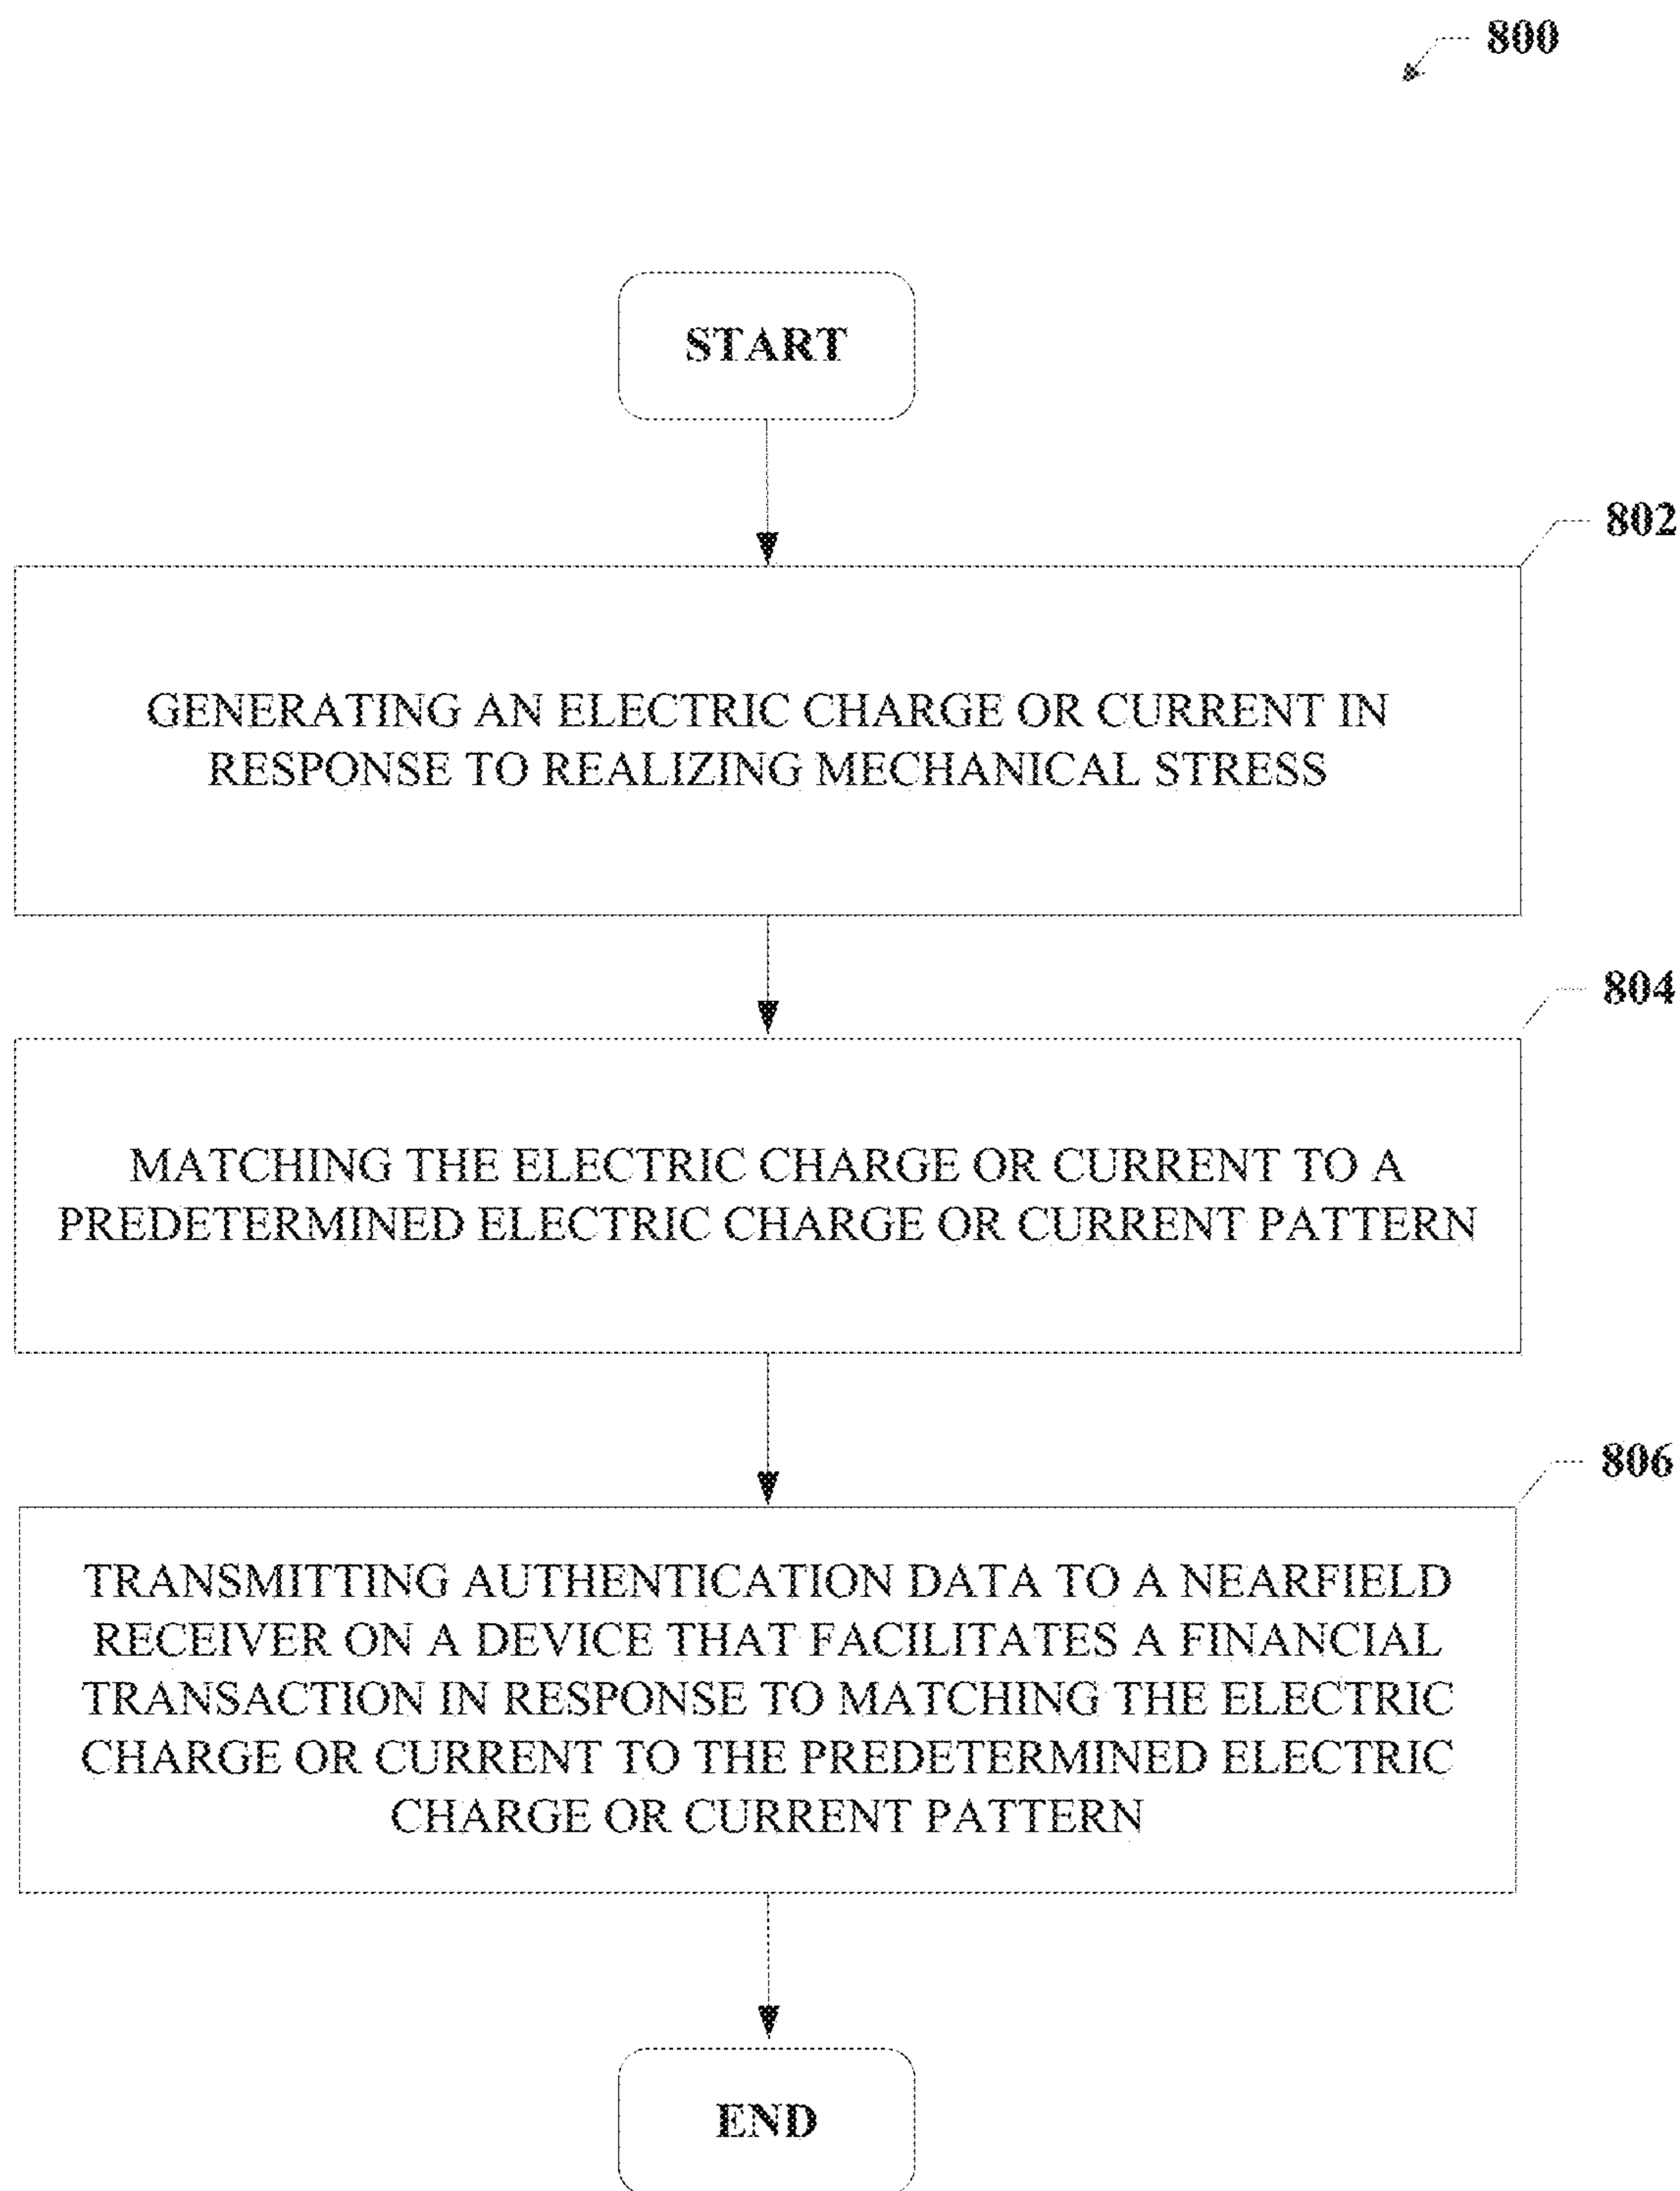 800
START
802
GENERATING AN ELECTRIC CHARGE OR CURRENT IN
RESPONSE TO REALIZING MECHANICAL STRESS
804
MATCHING THE ELECTRIC CHARGE OR CURRENT TO A
PREDETERMINED ELECTRIC CHARGE OR CURRENT PATTERN
806
TRANSMITTING AUTHENTICATION DATA TO A NEARFIELD
RECEIVER ON A DEVICE THAT FACILITATES A FINANCIAL
TRANSACTION IN RESPONSE TO MATCHING THE ELECTRIC
CHARGE OR CURRENT TO THE PREDETERMINED ELECTRIC
CHARGE OR CURRENT PATTERN
END